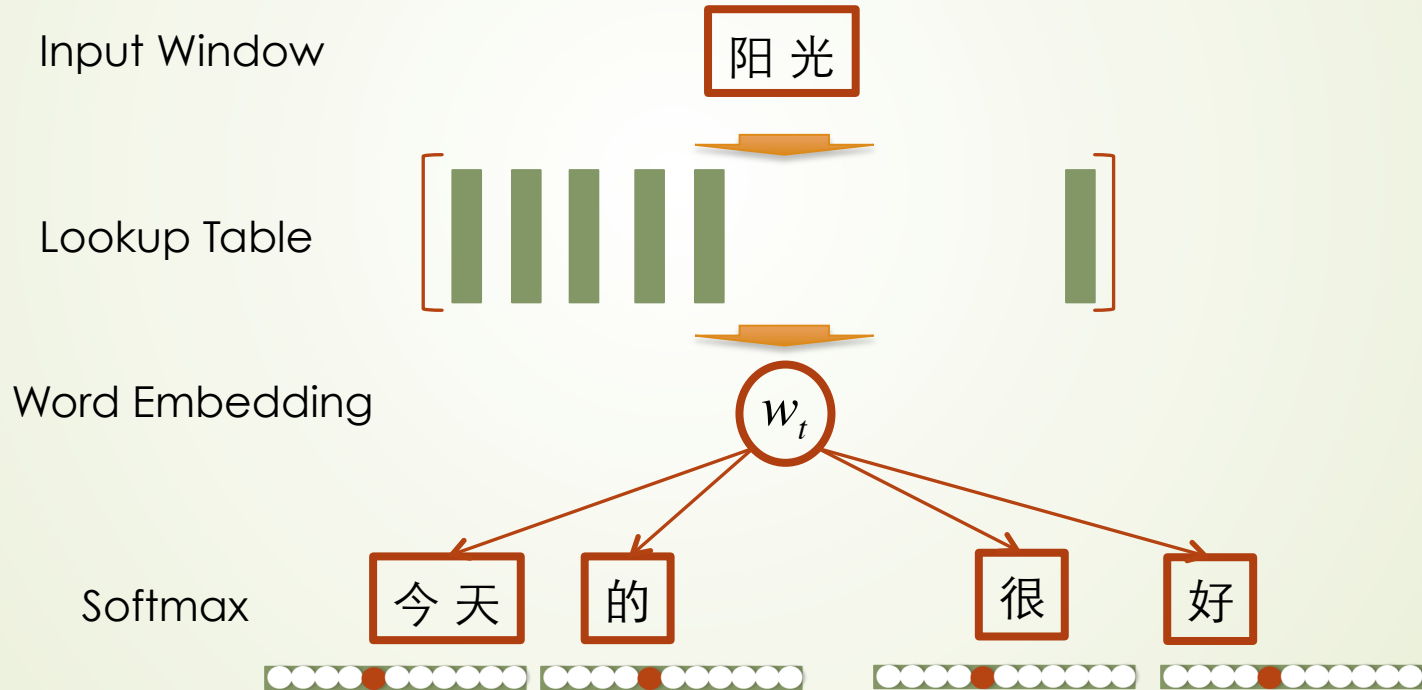 Input Window
阳 光
Lookup Table
Word Embedding
w_t
Softmax
今 天
的
很
好